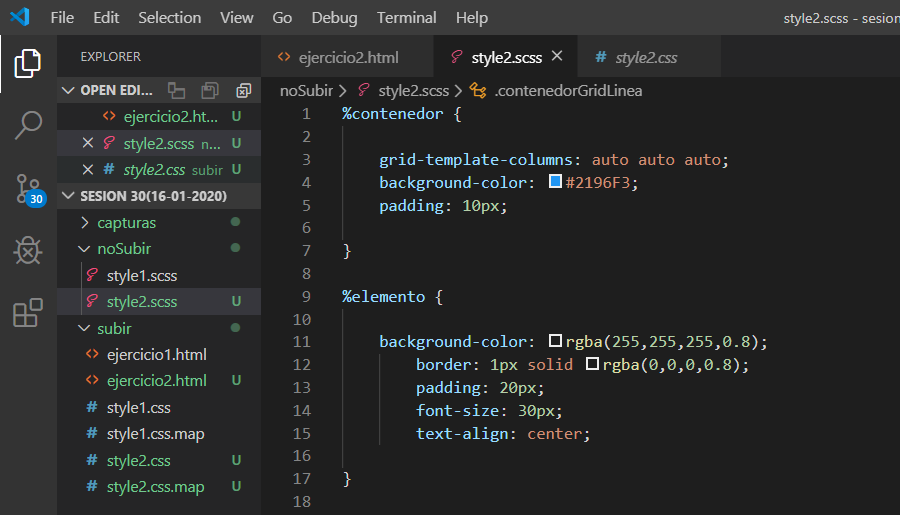 File Edit Selection View Go Debug Terminal Help style2.scss - sesion
EXPLORER
OPEN EDI...
ejercicio2.ht... U
style2.scss n... U
style2.css subir U
SESION 30(16-01-2020)
capturas
noSubir
style1.scss
style2.scss U
subir
ejercicio1.html
ejercicio2.html U
style1.css
style1.css.map
style2.css U
style2.css.map U
30
ejercicio2.html style2.scss style2.css
noSubir > style2.scss > .contenedorGridLinea
1 %contenedor {
2
3 grid-template-columns: auto auto auto;
4 background-color: #2196F3;
5 padding: 10px;
6
7 }
8
9 %elemento {
10
11 background-color: rgba(255,255,255,0.8);
12 border: 1px solid rgba(0,0,0,0.8);
13 padding: 20px;
14 font-size: 30px;
15 text-align: center;
16
17 }
18